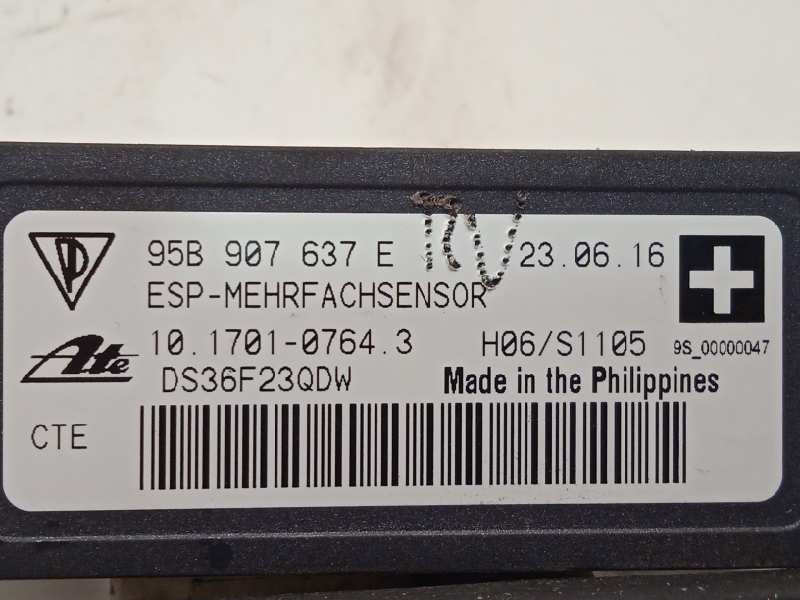 95B 907 637 E 23.06.16
ESP-MEHRFACHSENSOR
Ate 10.1701-0764.3 H06/S1105 9S_00000047
DS36F23QDW Made in the Philippines
CTE